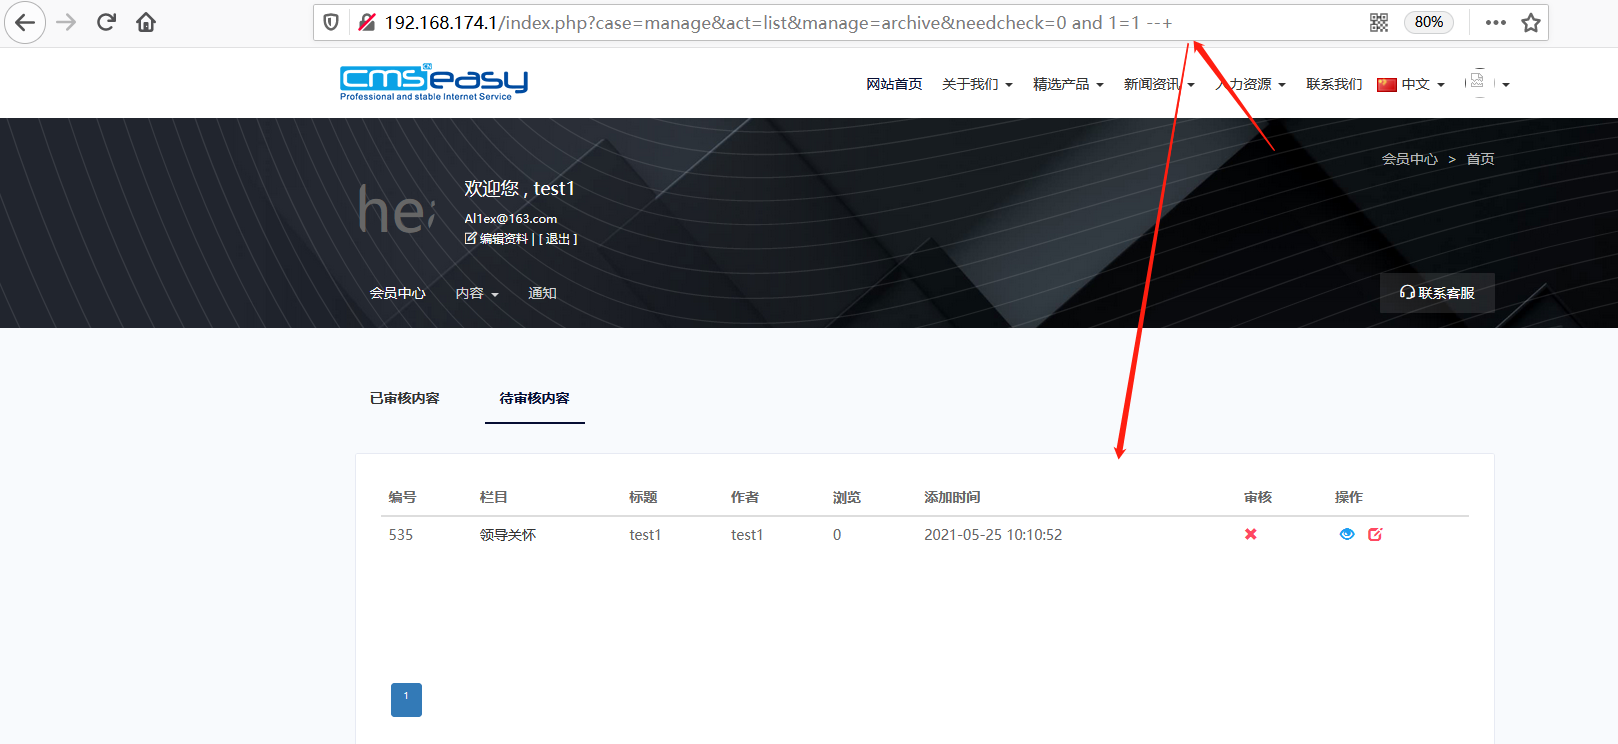 192.168.174.1/index.php?case=manage&act=list&manage=archive&needcheck=0 and 1=1 --+
80%
cmseasy
CN
Professional and stable Internet Service
网站首页 关于我们 精选产品 新闻资讯 人力资源 联系我们 中文
会员中心 > 首页
欢迎您 , test1
hea
Al1ex@163.com
编辑资料 | [ 退出 ]
会员中心 内容 通知
联系客服
已审核内容 待审核内容
编号 栏目 标题 作者 浏览 添加时间 审核 操作
535 领导关怀 test1 test1 0 2021-05-25 10:10:52
1